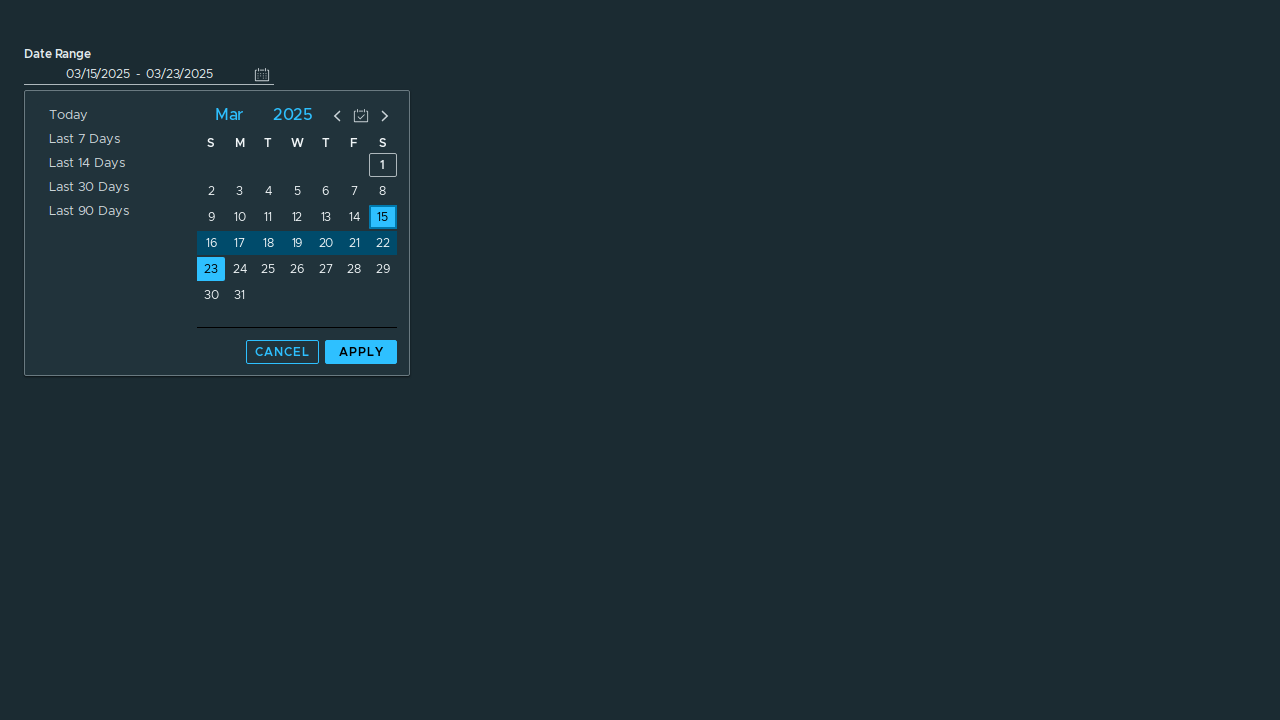 Date Range
03/15/2025 - 03/23/2025
Today
Last 7 Days
Last 14 Days
Last 30 Days
Last 90 Days
Mar 2025
S M T W T F S
1
2 3 4 5 6 7 8
9 10 11 12 13 14 15
16 17 18 19 20 21 22
23 24 25 26 27 28 29
30 31
CANCEL APPLY